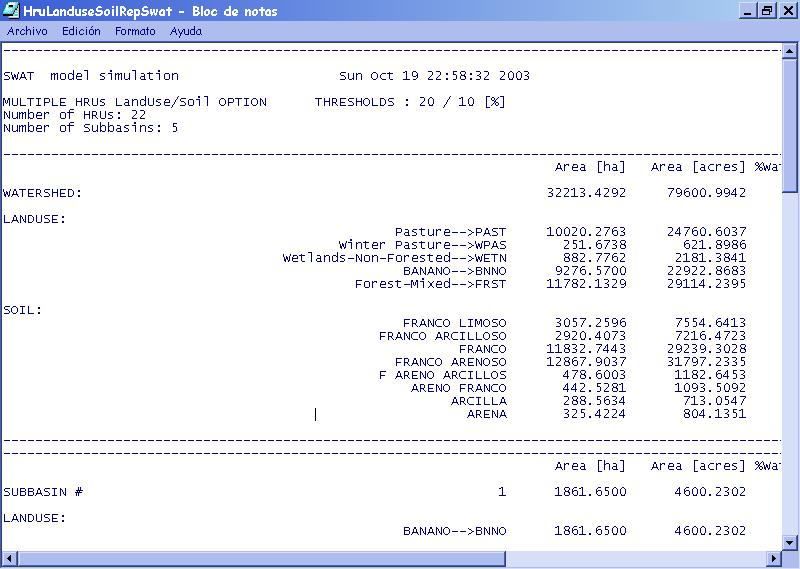 HruLanduseSoilRepSwat - Bloc de notas
Archivo Edición Formato Ayuda
SWAT model simulation Sun Oct 19 22:58:32 2003
MULTIPLE HRUs LandUse/Soil OPTION THRESHOLDS : 20 / 10 [%]
Number of HRUs: 22
Number of Subbasins: 5
Area [ha] Area [acres] %Wat
WATERSHED: 32213.4292 79600.9942
LANDUSE:
Pasture-->PAST 10020.2763 24760.6037
Winter Pasture-->WPAS 251.6738 621.8986
Wetlands-Non-Forested-->WETN 882.7762 2181.3841
BANANO-->BNNO 9276.5700 22922.8683
Forest-Mixed-->FRST 11782.1329 29114.2395
SOIL:
FRANCO LIMOSO 3057.2596 7554.6413
FRANCO ARCILLOSO 2920.4073 7216.4723
FRANCO 11832.7443 29239.3028
FRANCO ARENOSO 12867.9037 31797.2335
F ARENO ARCILLOS 478.6003 1182.6453
ARENO FRANCO 442.5281 1093.5092
ARCILLA 288.5634 713.0547
ARENA 325.4224 804.1351
Area [ha] Area [acres] %Wat
SUBBASIN # 1 1861.6500 4600.2302
LANDUSE:
BANANO-->BNNO 1861.6500 4600.2302